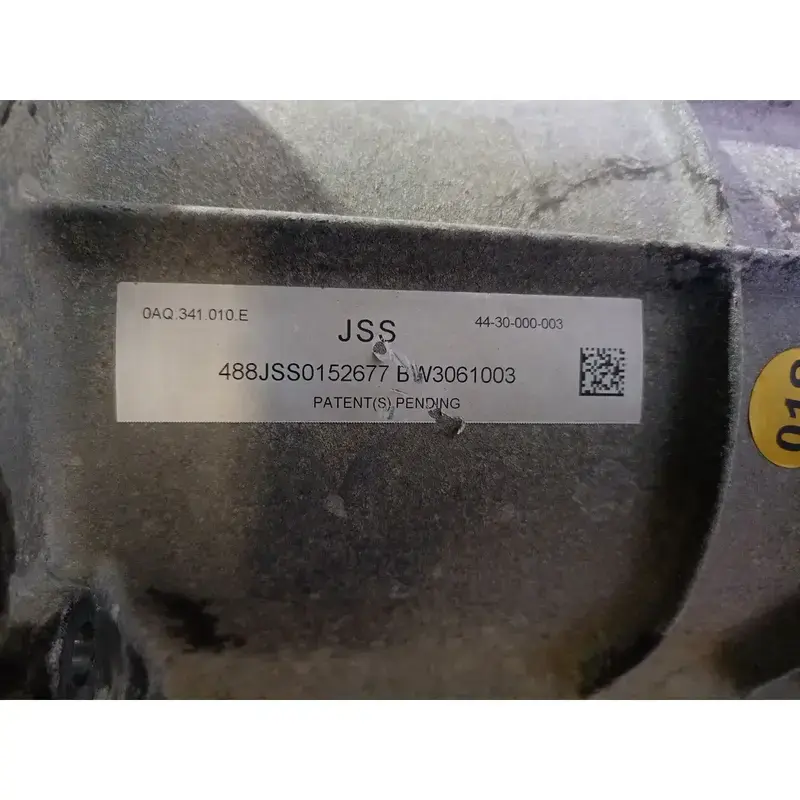 0AQ.341.010.E
JSS
44-30-000-003
488JSS0152677 BW3061003
PATENT(S) PENDING